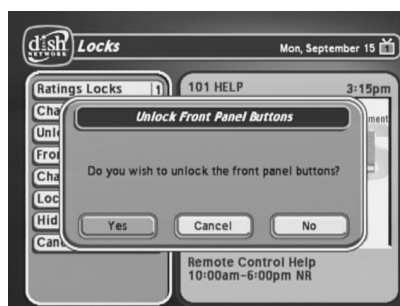 dish
NETWORK
Locks
Mon, September 15
Ratings Locks 1
101 HELP 3:15pm
Unlock Front Panel Buttons
Do you wish to unlock the front panel buttons?
Yes Cancel No
Remote Control Help
10:00am-6:00pm NR